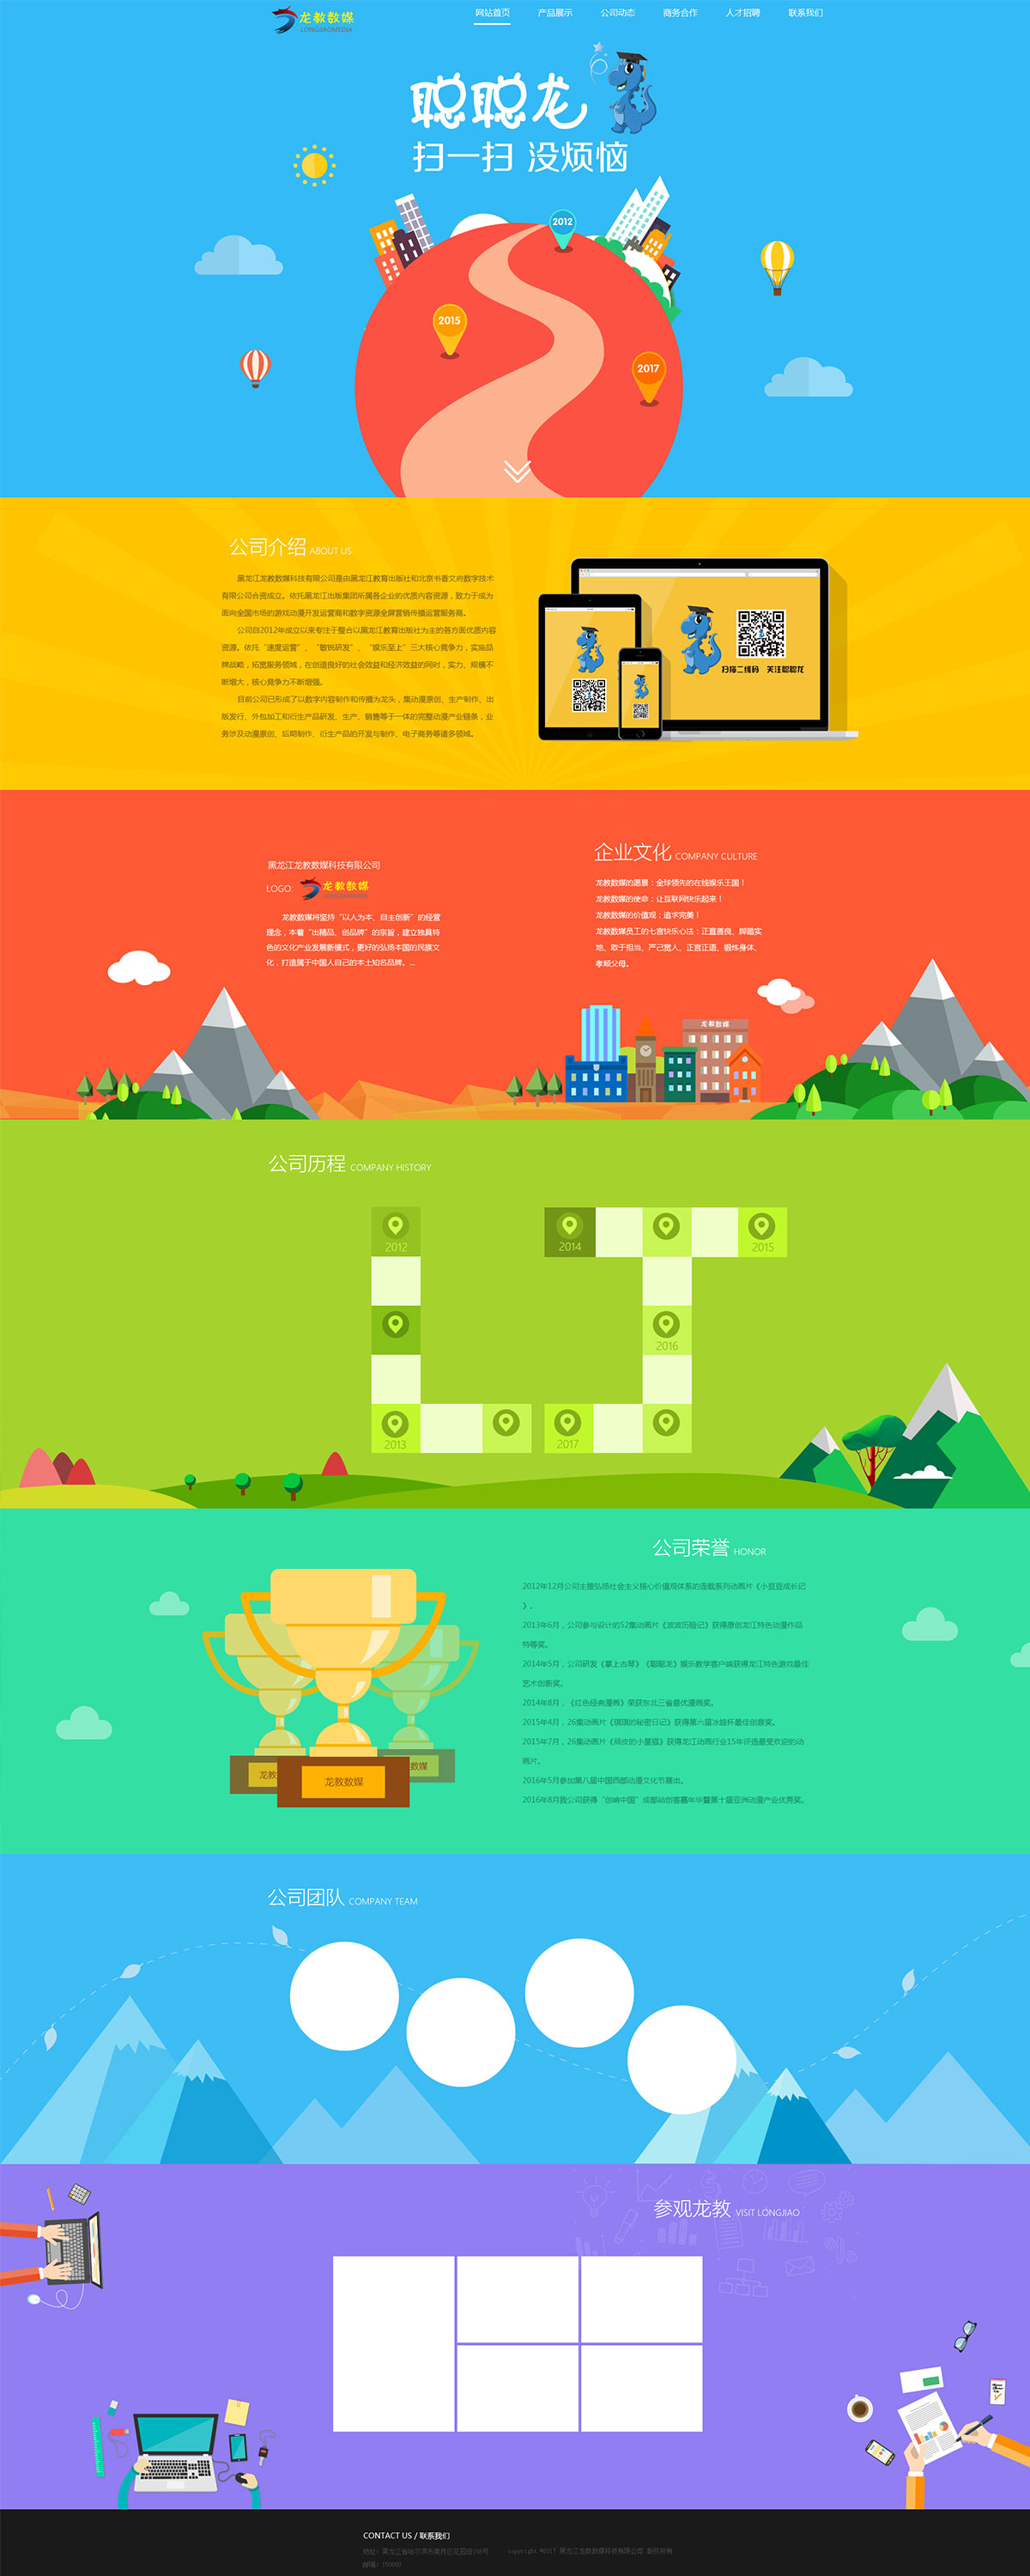 龙教数媒
LONGJIAOMEDIA
网站首页 产品展示 公司动态 商务合作 人才招聘 联系我们
聪聪龙
扫一扫 没烦恼
2012
2015
2017
公司介绍 ABOUT US
黑龙江龙教数媒科技有限公司是由黑龙江教育出版社和北京书香文府数字技术
有限公司合资成立。依托黑龙江出版集团所属各企业的优质内容资源，致力于成为
面向全国市场的游戏动漫开发运营商和数字资源全屏营销传播运营服务商。
公司自2012年成立以来专注于整合以黑龙江教育出版社为主的各方面优质内容
资源。依托“速度运营”、“敏锐研发”、“娱乐至上”三大核心竞争力，实施品
牌战略，拓宽服务领域，在创造良好的社会效益和经济效益的同时，实力、规模不
断增大，核心竞争力不断增强。
目前公司已形成了以数字内容制作和传播为龙头，集动漫原创、生产制作、出
版发行、外包加工和衍生产品研发、生产、销售等于一体的完整动漫产业链条，业
务涉及动漫原创、后期制作、衍生产品的开发与制作、电子商务等诸多领域。
扫描二维码 关注聪聪龙
黑龙江龙教数媒科技有限公司
LOGO: 龙教数媒
龙教数媒将坚持“以人为本、自主创新”的经营
理念，本着“出精品、创品牌”的宗旨，建立独具特
色的文化产业发展新模式，更好的弘扬本国的民族文
化，打造属于中国人自己的本土知名品牌。...
企业文化 COMPANY CULTURE
龙教数媒的愿景：全球领先的在线娱乐王国！
龙教数媒的使命：让互联网快乐起来！
龙教数媒的价值观：追求完美！
龙教数媒员工的七言快乐心法：正直善良、脚踏实
地、敢于担当、严己宽人、正言正语、锻炼身体、
孝顺父母。
龙教数媒
公司历程 COMPANY HISTORY
2012
2014
2015
2016
2013
2017
公司荣誉 HONOR
2012年12月公司主推弘扬社会主义核心价值观体系的连载系列动画片《小豆豆成长记
》。
2013年6月，公司参与设计的52集动画片《波波历险记》获得原创龙江特色动漫作品
特等奖。
2014年5月，公司研发《掌上古琴》《聪聪龙》娱乐教学客户端获得龙江特色游戏最佳
艺术创新奖。
2014年8月，《红色经典漫画》荣获东北三省最优漫画奖。
2015年4月，26集动画片《琪琪的秘密日记》获得第六届冰娃杯最佳创意奖。
2015年7月，26集动画片《顽皮的小星猫》获得龙江动画行业15年评选最受欢迎的动
画片。
2016年5月参加第八届中国西部动漫文化节展出。
2016年8月我公司获得“创响中国”成都站创客嘉年华暨第十届亚洲动漫产业优秀奖。
龙教
龙教数媒
数媒
公司团队 COMPANY TEAM
参观龙教 VISIT LONGJIAO
CONTACT US / 联系我们
copyright ©2017 黑龙江龙教数媒科技有限公司 版权所有